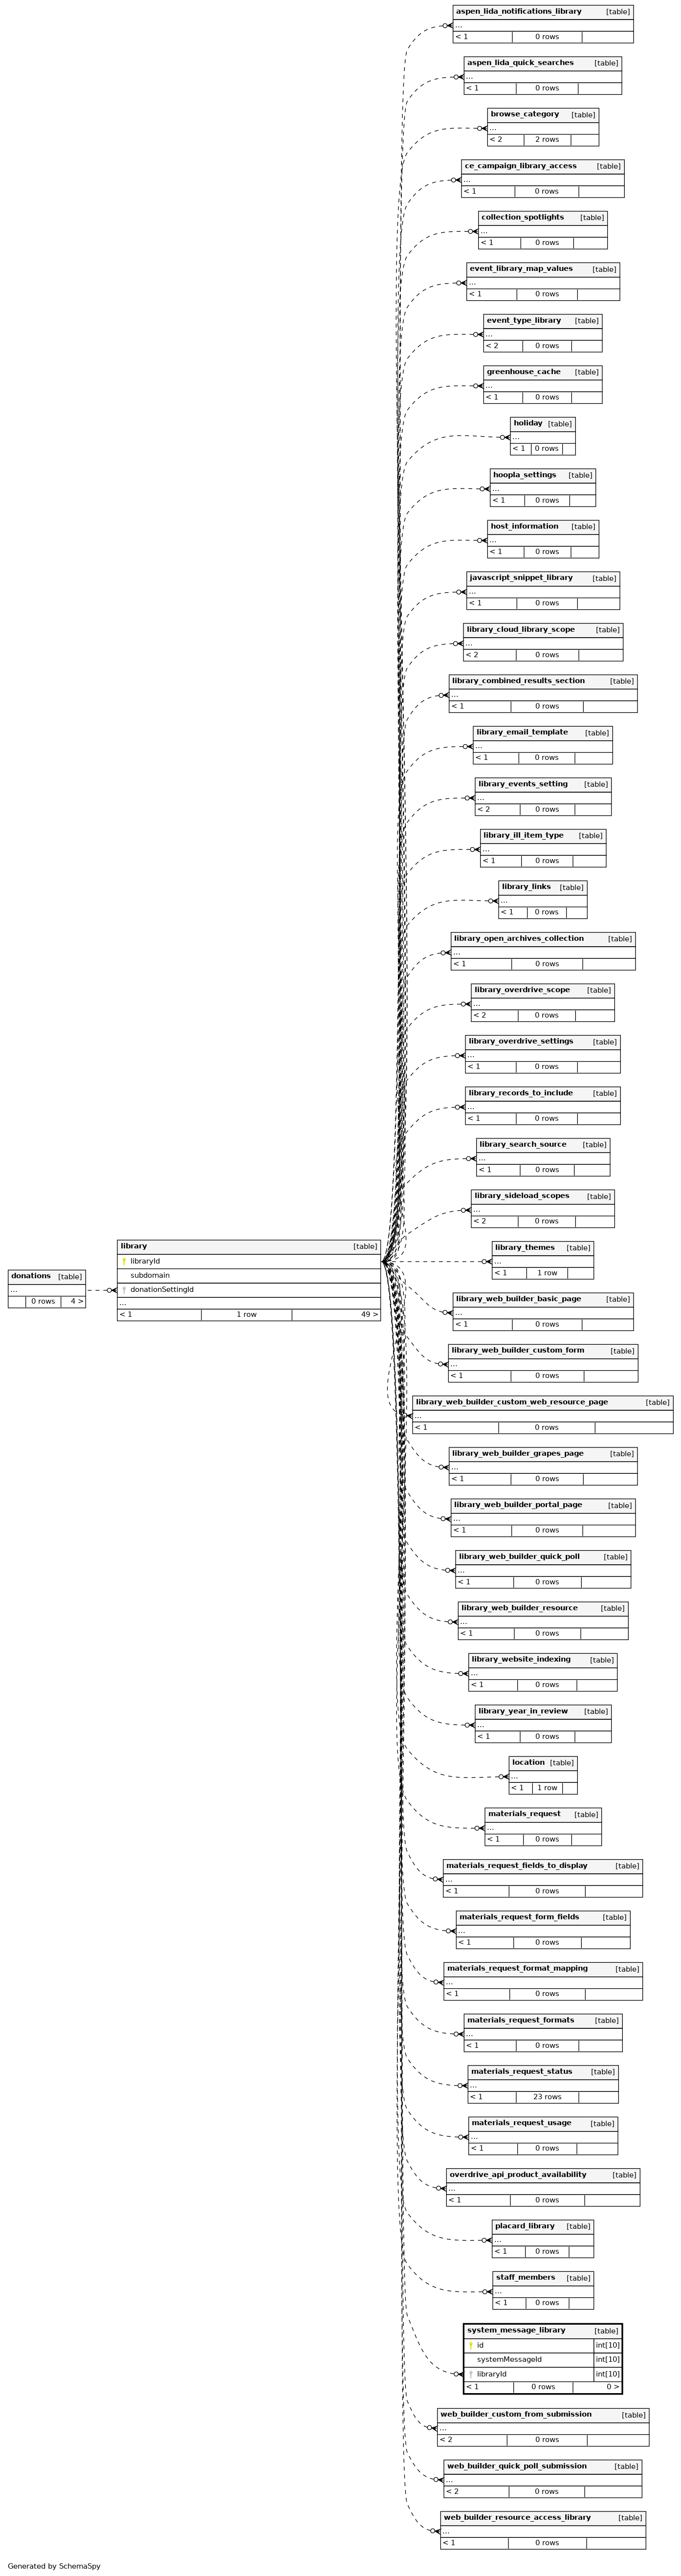 aspen_lida_notifications_library [table]
...
< 1 0 rows
aspen_lida_quick_searches [table]
...
< 1 0 rows
browse_category [table]
...
< 2 2 rows
ce_campaign_library_access [table]
...
< 1 0 rows
collection_spotlights [table]
...
< 1 0 rows
event_library_map_values [table]
...
< 1 0 rows
event_type_library [table]
...
< 2 0 rows
greenhouse_cache [table]
...
< 1 0 rows
holiday [table]
...
< 1 0 rows
hoopla_settings [table]
...
< 1 0 rows
host_information [table]
...
< 1 0 rows
javascript_snippet_library [table]
...
< 1 0 rows
library_cloud_library_scope [table]
...
< 2 0 rows
library_combined_results_section [table]
...
< 1 0 rows
library_email_template [table]
...
< 1 0 rows
library_events_setting [table]
...
< 2 0 rows
library_ill_item_type [table]
...
< 1 0 rows
library_links [table]
...
< 1 0 rows
library_open_archives_collection [table]
...
< 1 0 rows
library_overdrive_scope [table]
...
< 2 0 rows
library_overdrive_settings [table]
...
< 1 0 rows
library_records_to_include [table]
...
< 1 0 rows
library_search_source [table]
...
< 1 0 rows
library_sideload_scopes [table]
...
< 2 0 rows
donations [table]
...
0 rows 4 >
library [table]
libraryId
subdomain
donationSettingId
...
< 1 1 row 49 >
library_themes [table]
...
< 1 1 row
library_web_builder_basic_page [table]
...
< 1 0 rows
library_web_builder_custom_form [table]
...
< 1 0 rows
library_web_builder_custom_web_resource_page [table]
...
< 1 0 rows
library_web_builder_grapes_page [table]
...
< 1 0 rows
library_web_builder_portal_page [table]
...
< 1 0 rows
library_web_builder_quick_poll [table]
...
< 1 0 rows
library_web_builder_resource [table]
...
< 1 0 rows
library_website_indexing [table]
...
< 1 0 rows
library_year_in_review [table]
...
< 1 0 rows
location [table]
...
< 1 1 row
materials_request [table]
...
< 1 0 rows
materials_request_fields_to_display [table]
...
< 1 0 rows
materials_request_form_fields [table]
...
< 1 0 rows
materials_request_format_mapping [table]
...
< 1 0 rows
materials_request_formats [table]
...
< 1 0 rows
materials_request_status [table]
...
< 1 23 rows
materials_request_usage [table]
...
< 1 0 rows
overdrive_api_product_availability [table]
...
< 1 0 rows
placard_library [table]
...
< 1 0 rows
staff_members [table]
...
< 1 0 rows
system_message_library [table]
id int[10]
systemMessageId int[10]
libraryId int[10]
< 1 0 rows 0 >
web_builder_custom_from_submission [table]
...
< 2 0 rows
web_builder_quick_poll_submission [table]
...
< 2 0 rows
web_builder_resource_access_library [table]
...
< 1 0 rows
Generated by SchemaSpy